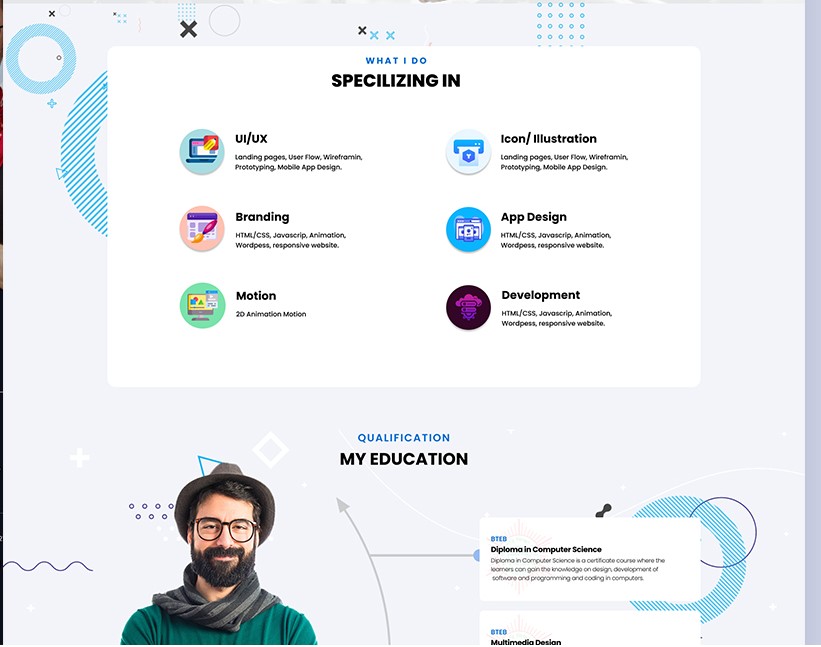 WHAT I DO
SPECILIZING IN
UI/UX
Landing pages, User Flow, Wireframin,
Prototyping, Mobile App Design.
Icon/ Illustration
Landing pages, User Flow, Wireframin,
Prototyping, Mobile App Design.
Branding
HTML/CSS, Javascrip, Animation,
Wordpess, responsive website.
App Design
HTML/CSS, Javascrip, Animation,
Wordpess, responsive website.
Motion
2D Animation Motion
Development
HTML/CSS, Javascrip, Animation,
Wordpess, responsive website.
QUALIFICATION
MY EDUCATION
BTEB
Diploma in Computer Science
Diploma in Computer Science is a certificate course where the
learners can gain the knowledge on design, development of
software and programming and coding in computers.
BTEB
Multimedia Design